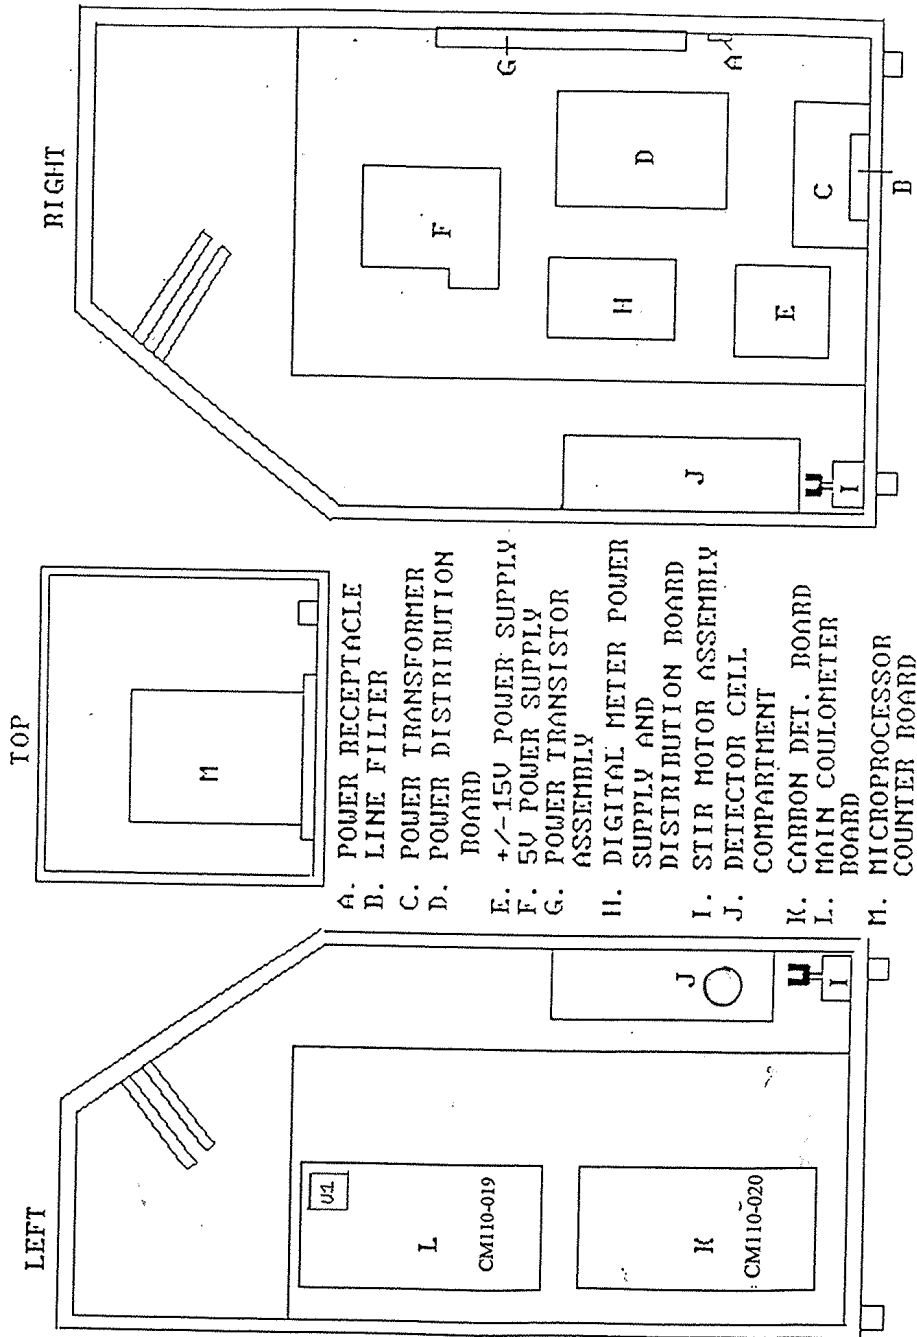 LEFT
TOP
RIGHT
U1
L
CM110-019
K
CM110-020
J
I
M
A. POWER RECEPTACLE
B. LINE FILTER
C. POWER TRANSFORMER
D. POWER DISTRIBUTION
BOARD
E. +/-15V POWER SUPPLY
F. 5V POWER SUPPLY
G. POWER TRANSISTOR
ASSEMBLY
H. DIGITAL METER POWER
SUPPLY AND
DISTRIBUTION BOARD
I. STIR MOTOR ASSEMBLY
J. DETECTOR CELL
COMPARTMENT
K. CARBON DET. BOARD
L. MAIN COULOMETER
BOARD
M. MICROPROCESSOR
COUNTER BOARD
F
G
H
D
A
E
C
B
J
I